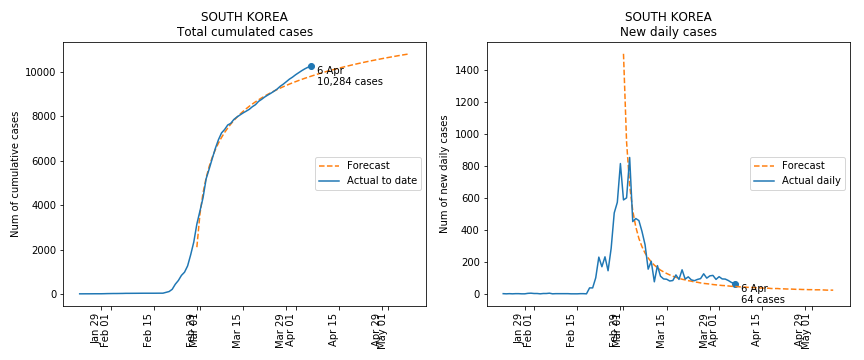 SOUTH KOREA
Total cumulated cases
Num of cumulative cases
10000
8000
6000
4000
2000
0
6 Apr
10,284 cases
Forecast
Actual to date
Jan 29
Feb 01
Feb 15
Feb 29
Mar 01
Mar 15
Mar 29
Apr 01
Apr 15
Apr 29
May 01
SOUTH KOREA
New daily cases
Num of new daily cases
1400
1200
1000
800
600
400
200
0
Forecast
Actual daily
6 Apr
64 cases
Jan 29
Feb 01
Feb 15
Feb 29
Mar 01
Mar 15
Mar 29
Apr 01
Apr 15
Apr 29
May 01